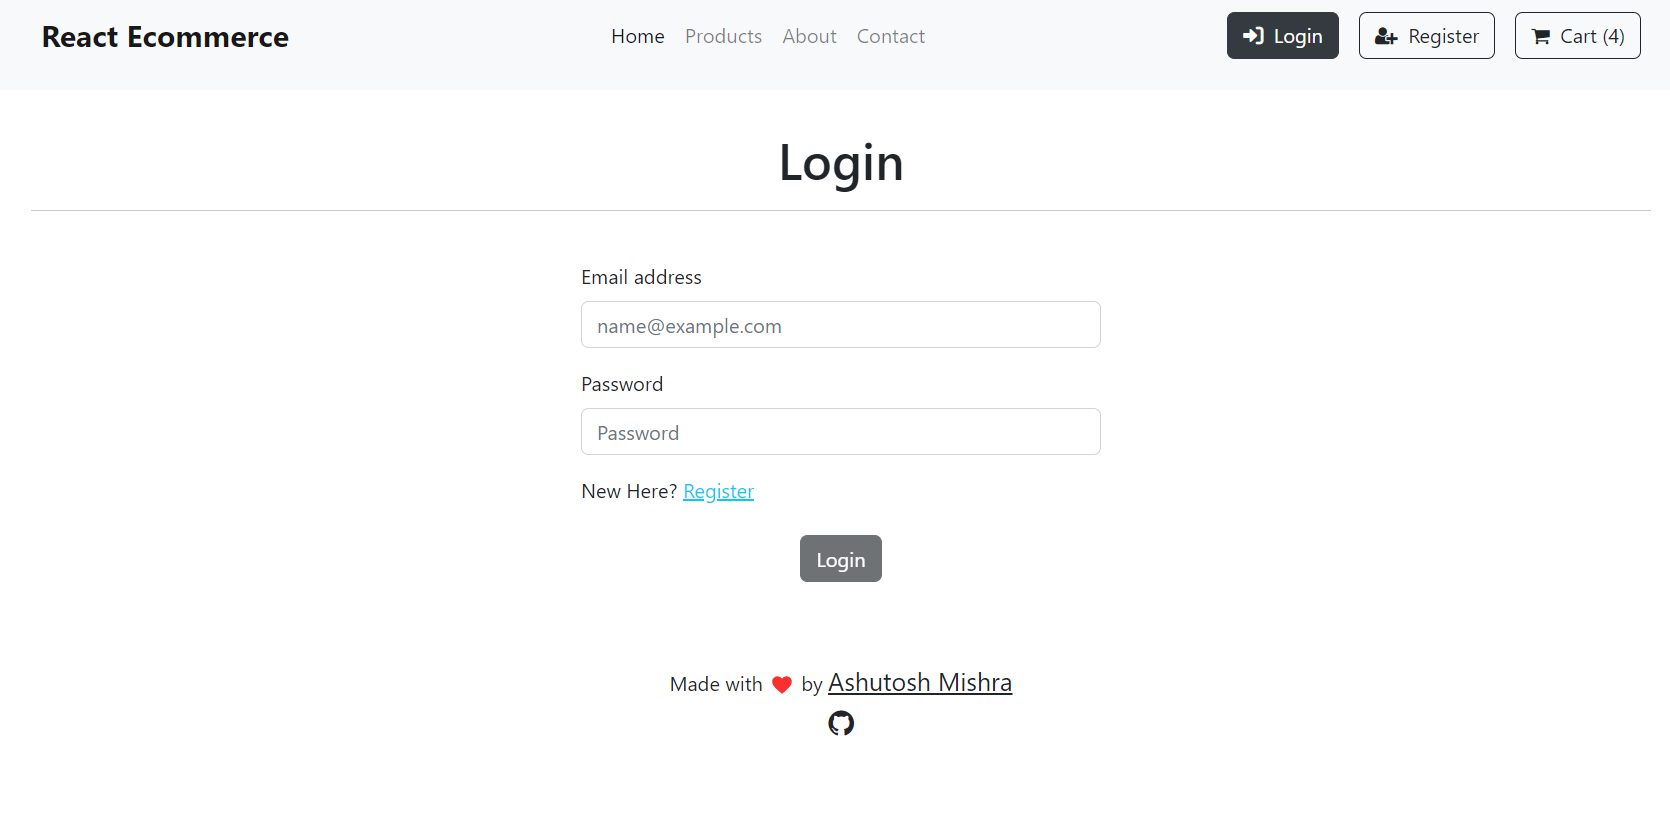 React Ecommerce Home Products About Contact Login Register Cart (4)
Login
Email address
name@example.com
Password
Password
New Here? Register
Login
Made with by Ashutosh Mishra